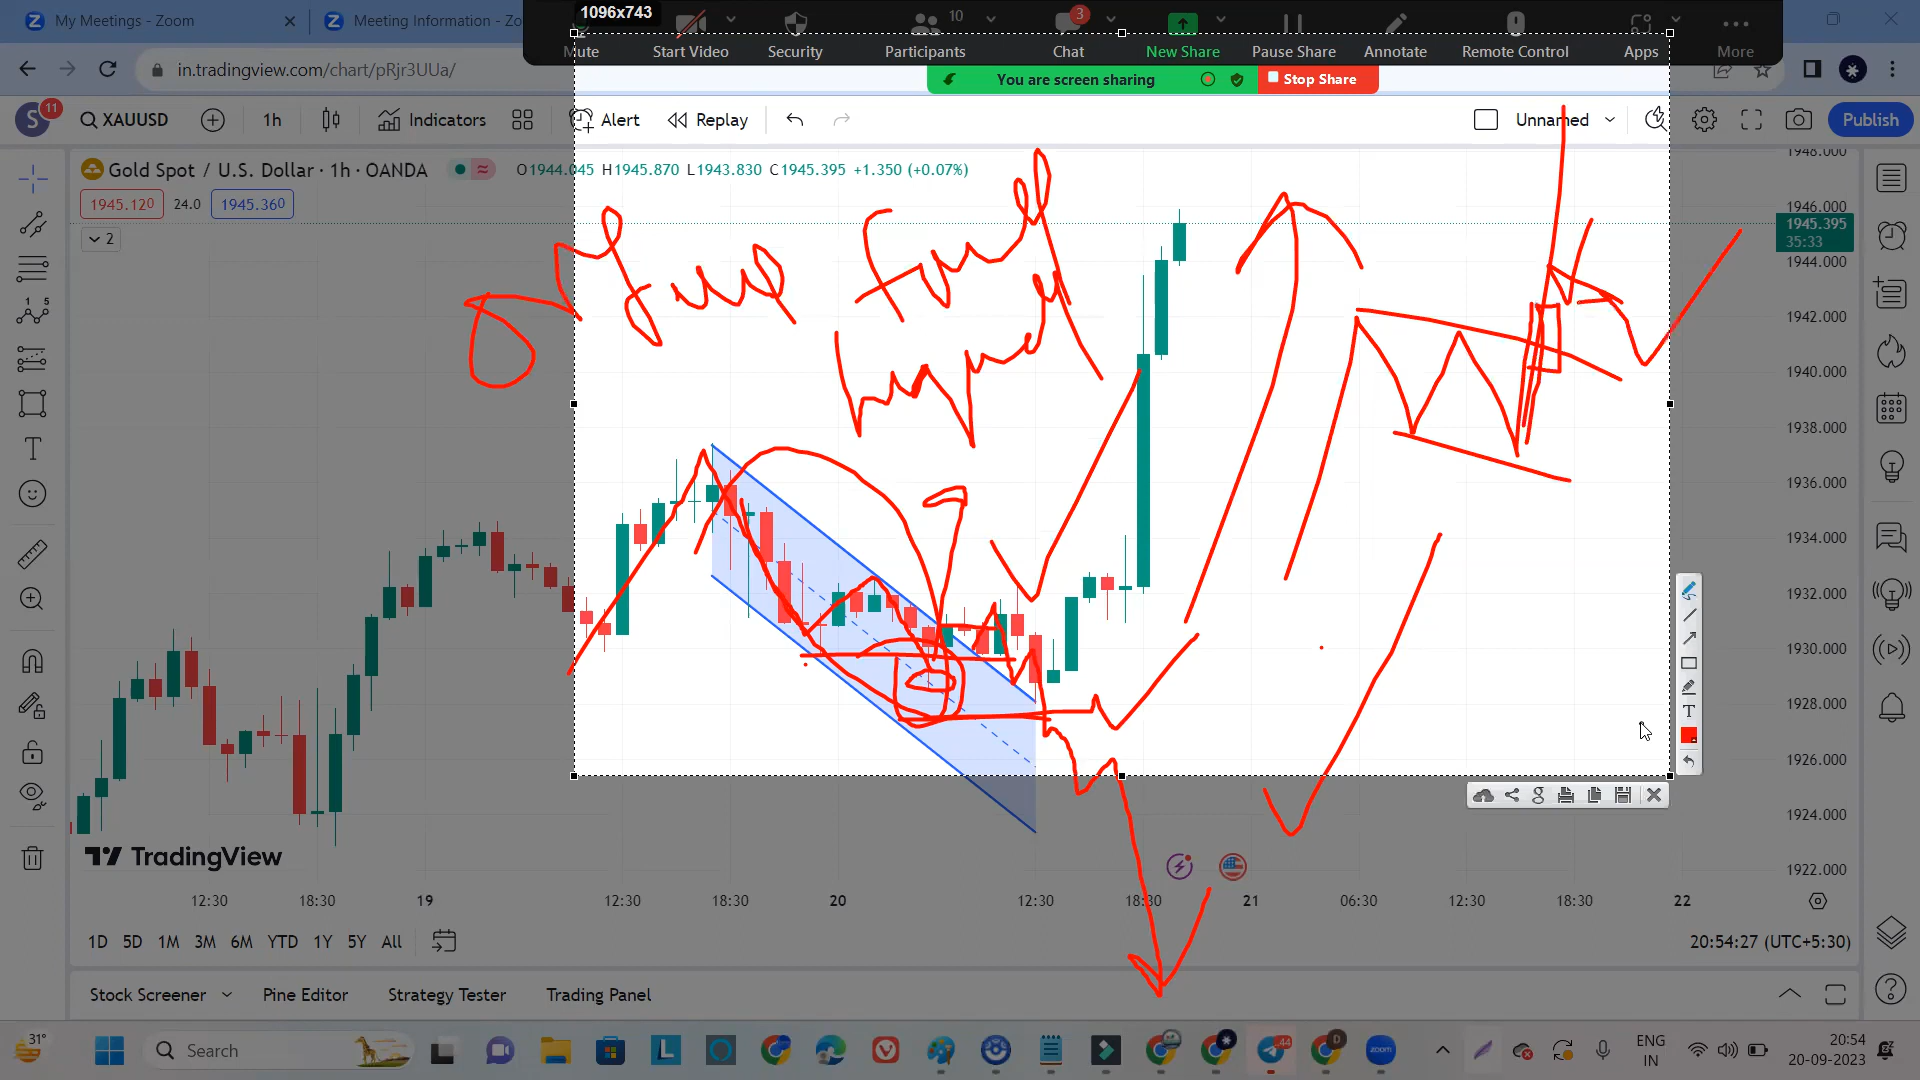 My Meetings - Zoom
Meeting Information - Zo
1096x743
10
3
Mute
Start Video
Security
Participants
Chat
New Share
Pause Share
Annotate
Remote Control
Apps
More
in.tradingview.com/chart/pRjr3UUa/
You are screen sharing
Stop Share
S
11
XAUUSD
1h
Indicators
Alert
Replay
Unnamed
Publish
Gold Spot / U.S. Dollar · 1h · OANDA
O1944.045 H1945.870 L1943.830 C1945.395 +1.350 (+0.07%)
1945.120
24.0
1945.360
2
1948.000
1946.000
1945.395
35:33
1944.000
1942.000
1940.000
1938.000
1936.000
1934.000
1932.000
1930.000
1928.000
1926.000
1924.000
1922.000
TradingView
12:30
18:30
19
12:30
18:30
20
12:30
18:30
21
06:30
12:30
18:30
22
1D
5D
1M
3M
6M
YTD
1Y
5Y
All
20:54:27 (UTC+5:30)
Stock Screener
Pine Editor
Strategy Tester
Trading Panel
31°
Search
44
zoom
ENG
IN
20:54
20-09-2023